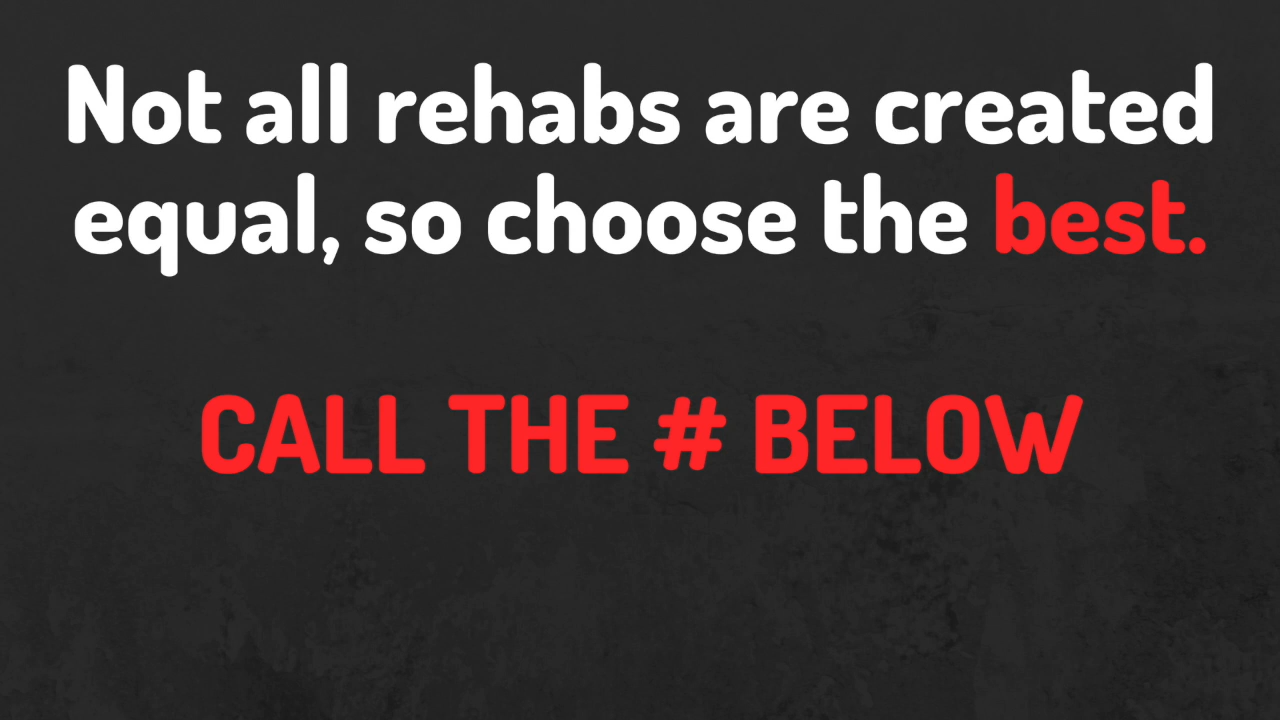 Not all rehabs are created
equal, so choose the best.
CALL THE # BELOW